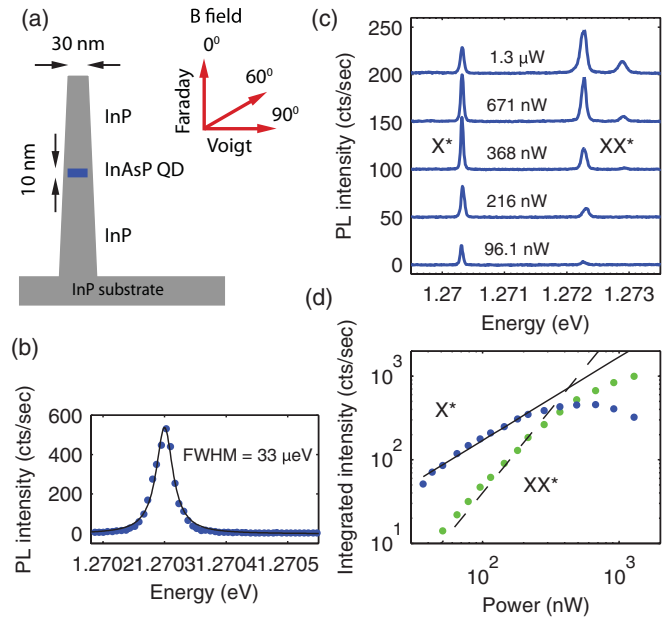 (a)
30 nm
B field
0⁰
60⁰
90⁰
Faraday
Voigt
InP
10 nm
InAsP QD
InP
InP substrate
(b)
PL intensity (cts/sec)
600
400
200
0
FWHM = 33 µeV
1.2702 1.2703 1.2704 1.2705
Energy (eV)
(c)
PL intensity (cts/sec)
250
200
150
100
50
0
1.3 µW
671 nW
X*
XX*
368 nW
216 nW
96.1 nW
1.27 1.271 1.272 1.273
Energy (eV)
(d)
Integrated intensity (cts/sec)
10³
10²
10¹
X*
XX*
10² 10³
Power (nW)